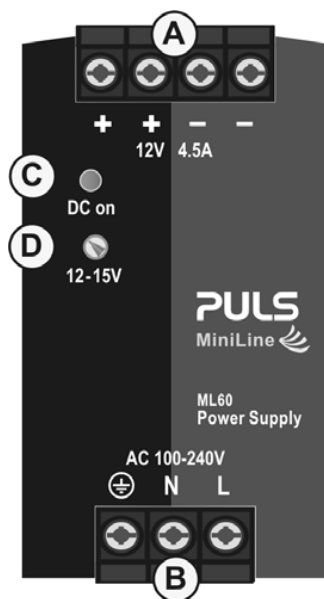 A
+ + − −
12V 4.5A
C
DC on
D
12-15V
PULS
MiniLine
ML60
Power Supply
AC 100-240V
N L
B